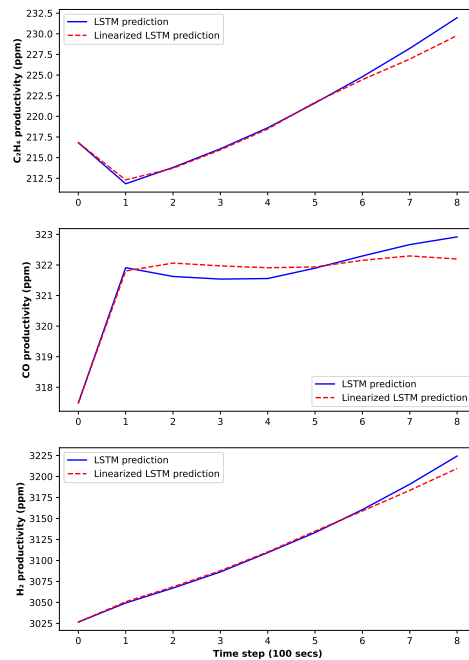 232.5
230.0
227.5
225.0
222.5
220.0
217.5
215.0
212.5
C₂H₄ productivity (ppm)
LSTM prediction
Linearized LSTM prediction
0 1 2 3 4 5 6 7 8
323
322
321
320
319
318
CO productivity (ppm)
LSTM prediction
Linearized LSTM prediction
0 1 2 3 4 5 6 7 8
3225
3200
3175
3150
3125
3100
3075
3050
3025
H₂ productivity (ppm)
LSTM prediction
Linearized LSTM prediction
0 1 2 3 4 5 6 7 8
Time step (100 secs)